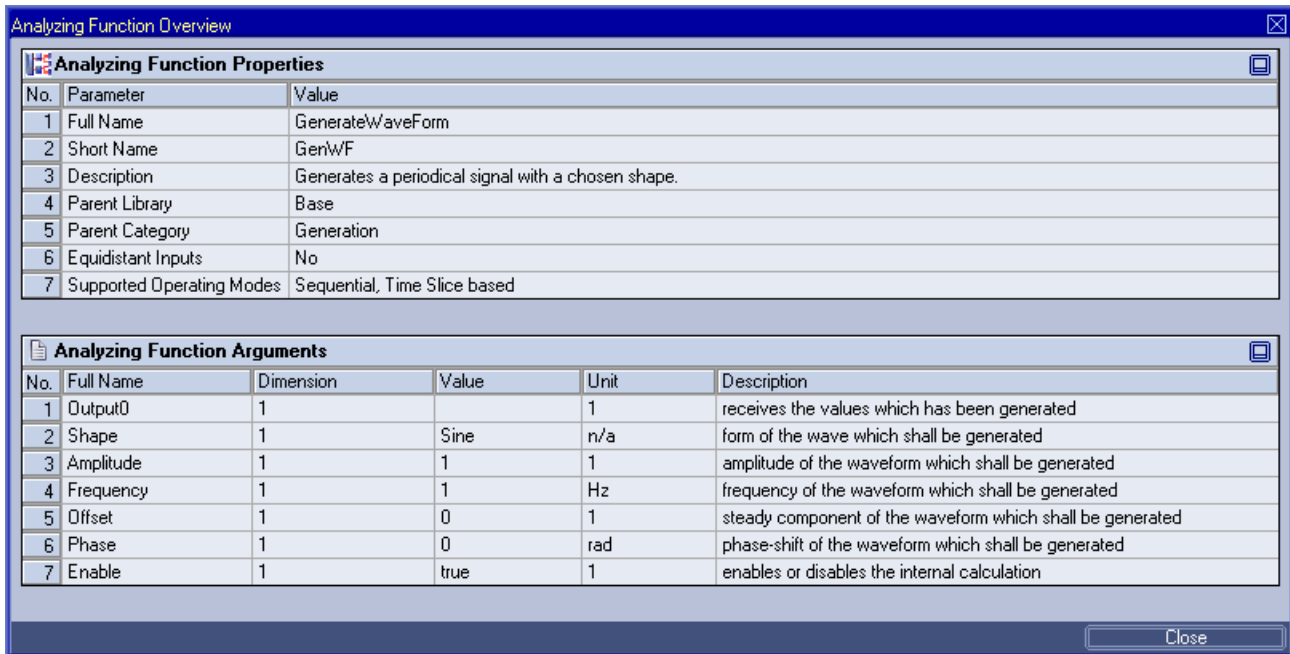 Analyzing Function Overview
Analyzing Function Properties
No. Parameter Value
1 Full Name GenerateWaveForm
2 Short Name GenWF
3 Description Generates a periodical signal with a chosen shape.
4 Parent Library Base
5 Parent Category Generation
6 Equidistant Inputs No
7 Supported Operating Modes Sequential, Time Slice based
Analyzing Function Arguments
No. Full Name Dimension Value Unit Description
1 Output0 1 1 receives the values which has been generated
2 Shape 1 Sine n/a form of the wave which shall be generated
3 Amplitude 1 1 1 amplitude of the waveform which shall be generated
4 Frequency 1 1 Hz frequency of the waveform which shall be generated
5 Offset 1 0 1 steady component of the waveform which shall be generated
6 Phase 1 0 rad phase-shift of the waveform which shall be generated
7 Enable 1 true 1 enables or disables the internal calculation
Close